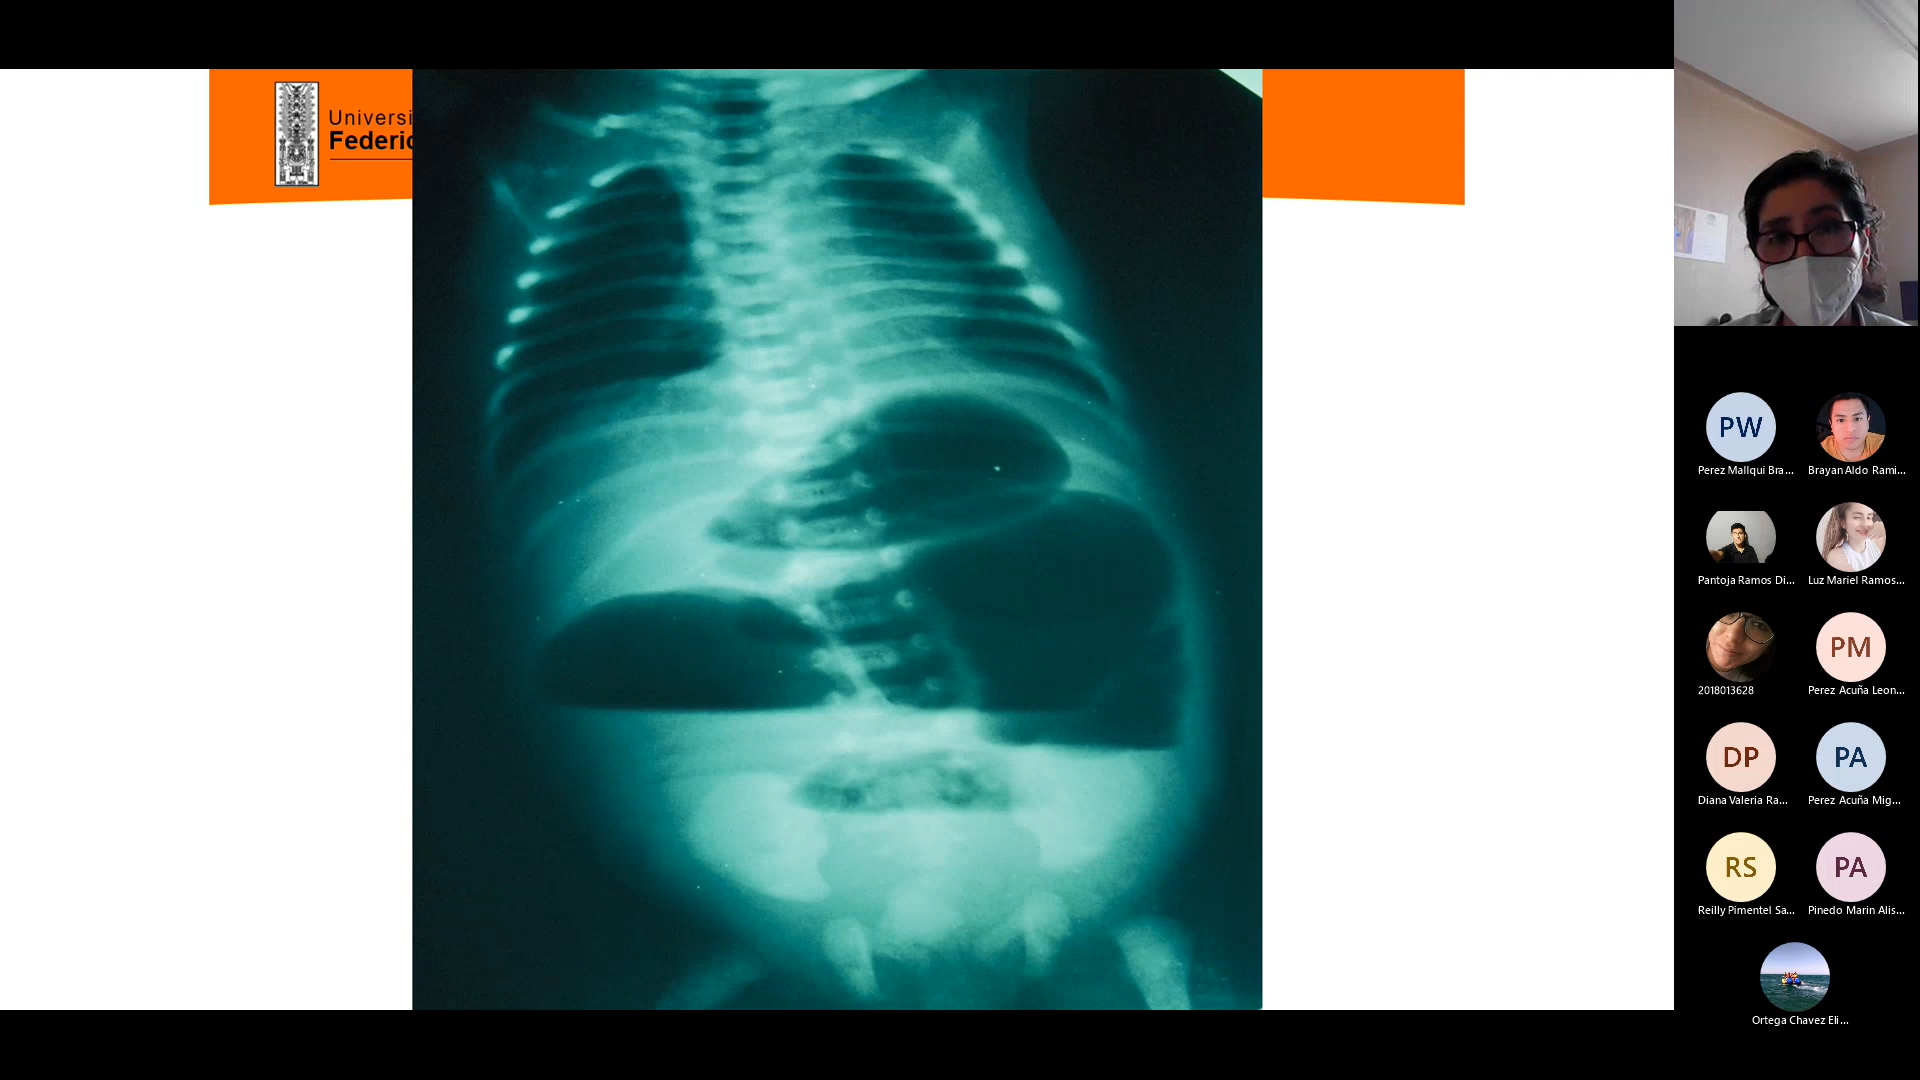 Universi
Federic
PW
Perez Mallqui Bra...
Brayan Aldo Rami...
Pantoja Ramos Di...
Luz Mariel Ramos...
2018013628
PM
Perez Acuña Leon...
DP
Diana Valeria Ra...
PA
Perez Acuña Mig...
RS
Reilly Pimentel Sa...
PA
Pinedo Marin Alis...
Ortega Chavez Eli...